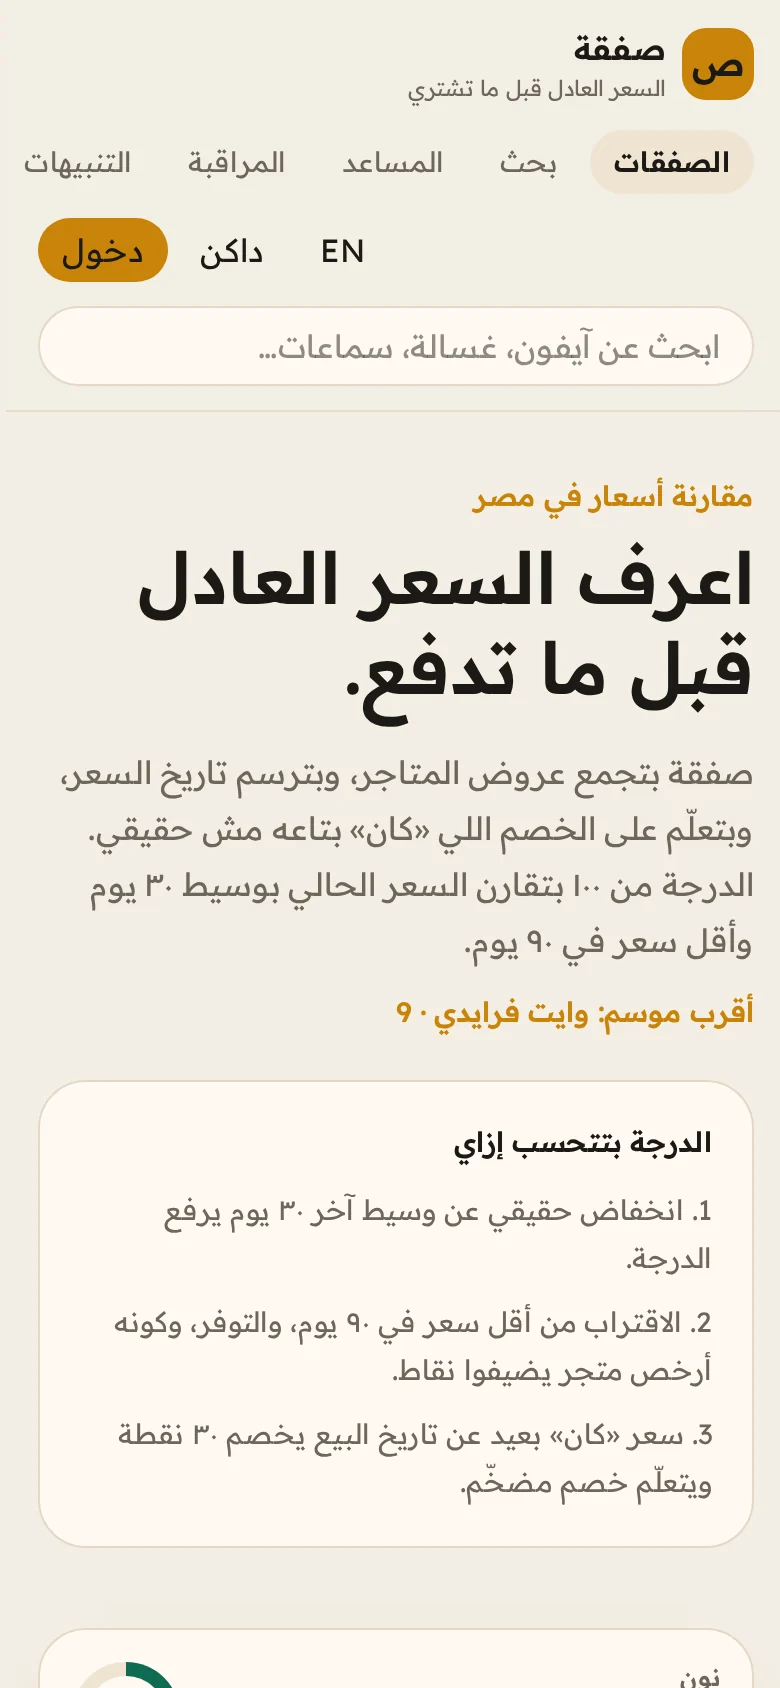 ص
صفقة
السعر العادل قبل ما تشتري
الصفقات
بحث
المساعد
المراقبة
التنبيهات
EN
داكن
دخول
ابحث عن آيفون، غسالة، سماعات...
مقارنة أسعار في مصر
اعرف السعر العادل
قبل ما تدفع.
صفقة بتجمع عروض المتاجر، وبترسم تاريخ السعر،
وبتعلّم على الخصم اللي «كان» بتاعه مش حقيقي.
الدرجة من ١٠٠ بتقارن السعر الحالي بوسيط ٣٠ يوم
وأقل سعر في ٩٠ يوم.
أقرب موسم: وايت فرايدي · 9
الدرجة بتتحسب إزاي
1. انخفاض حقيقي عن وسيط آخر ٣٠ يوم يرفع
الدرجة.
2. الاقتراب من أقل سعر في ٩٠ يوم، والتوفر، وكونه
أرخص متجر يضيفوا نقاط.
3. سعر «كان» بعيد عن تاريخ البيع يخصم ٣٠ نقطة
ويتعلّم خصم مضخّم.
نون